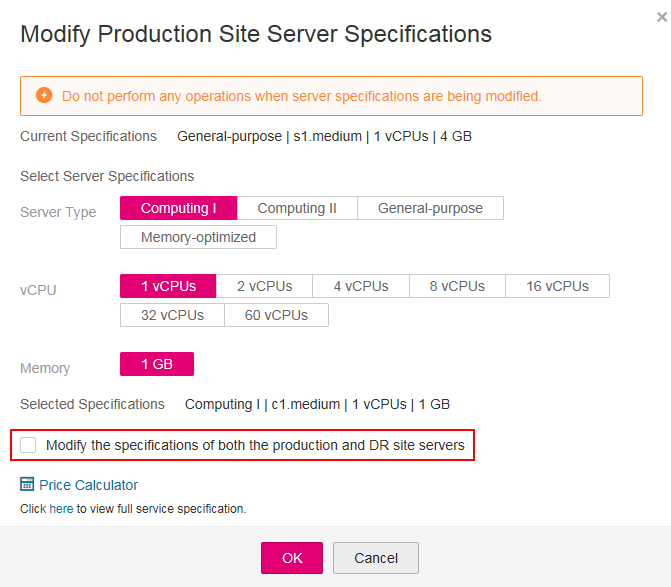 Modify Production Site Server Specifications
×
Do not perform any operations when server specifications are being modified.
Current Specifications General-purpose | s1.medium | 1 vCPUs | 4 GB
Select Server Specifications
Server Type Computing I Computing II General-purpose
Memory-optimized
vCPU 1 vCPUs 2 vCPUs 4 vCPUs 8 vCPUs 16 vCPUs
32 vCPUs 60 vCPUs
Memory 1 GB
Selected Specifications Computing I | c1.medium | 1 vCPUs | 1 GB
Modify the specifications of both the production and DR site servers
Price Calculator
Click here to view full service specification.
OK Cancel